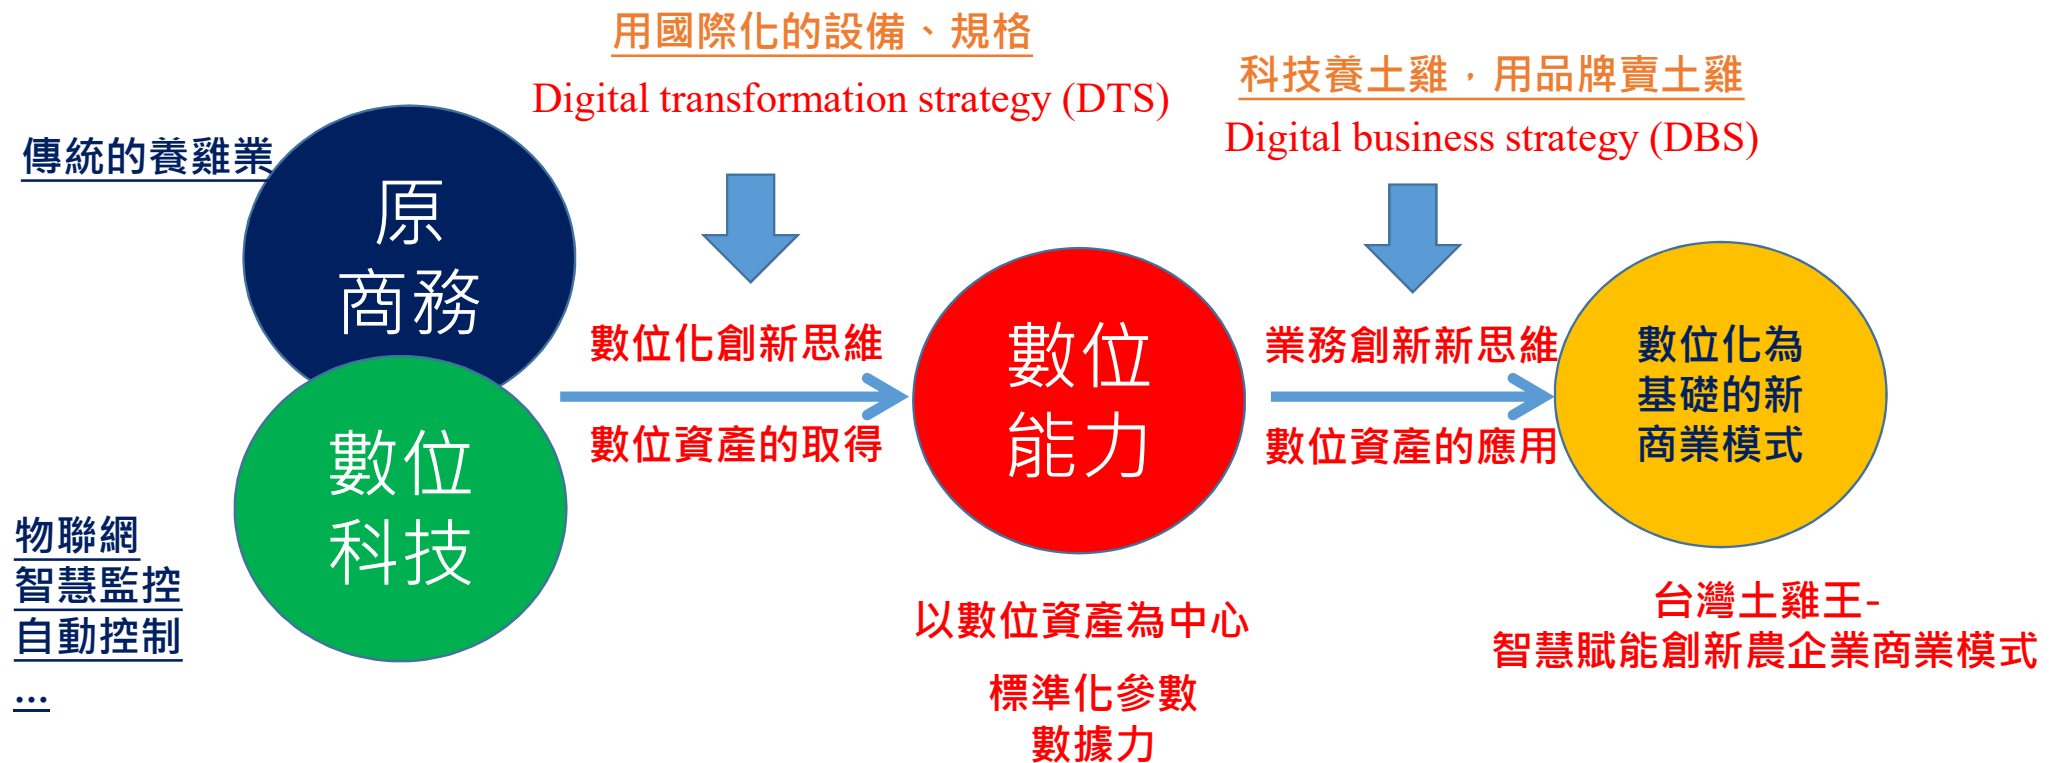 用國際化的設備、規格
Digital transformation strategy (DTS)
科技養土雞，用品牌賣土雞
Digital business strategy (DBS)
傳統的養雞業
原
商務
數位
科技
物聯網
智慧監控
自動控制
...
數位化創新思維
數位資產的取得
數位
能力
以數位資產為中心
標準化參數
數據力
業務創新新思維
數位資產的應用
數位化為
基礎的新
商業模式
台灣土雞王-
智慧賦能創新農企業商業模式